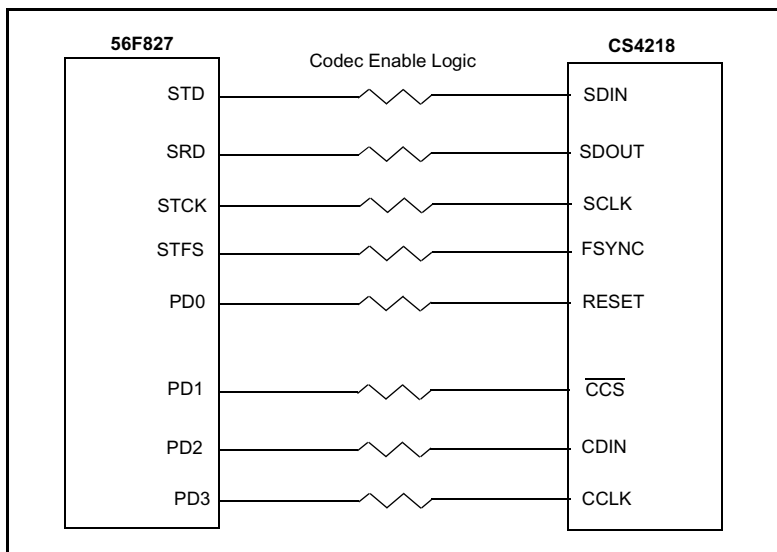 56F827
Codec Enable Logic
CS4218
STD
SDIN
SRD
SDOUT
STCK
SCLK
STFS
FSYNC
PD0
RESET
PD1
CCS
PD2
CDIN
PD3
CCLK